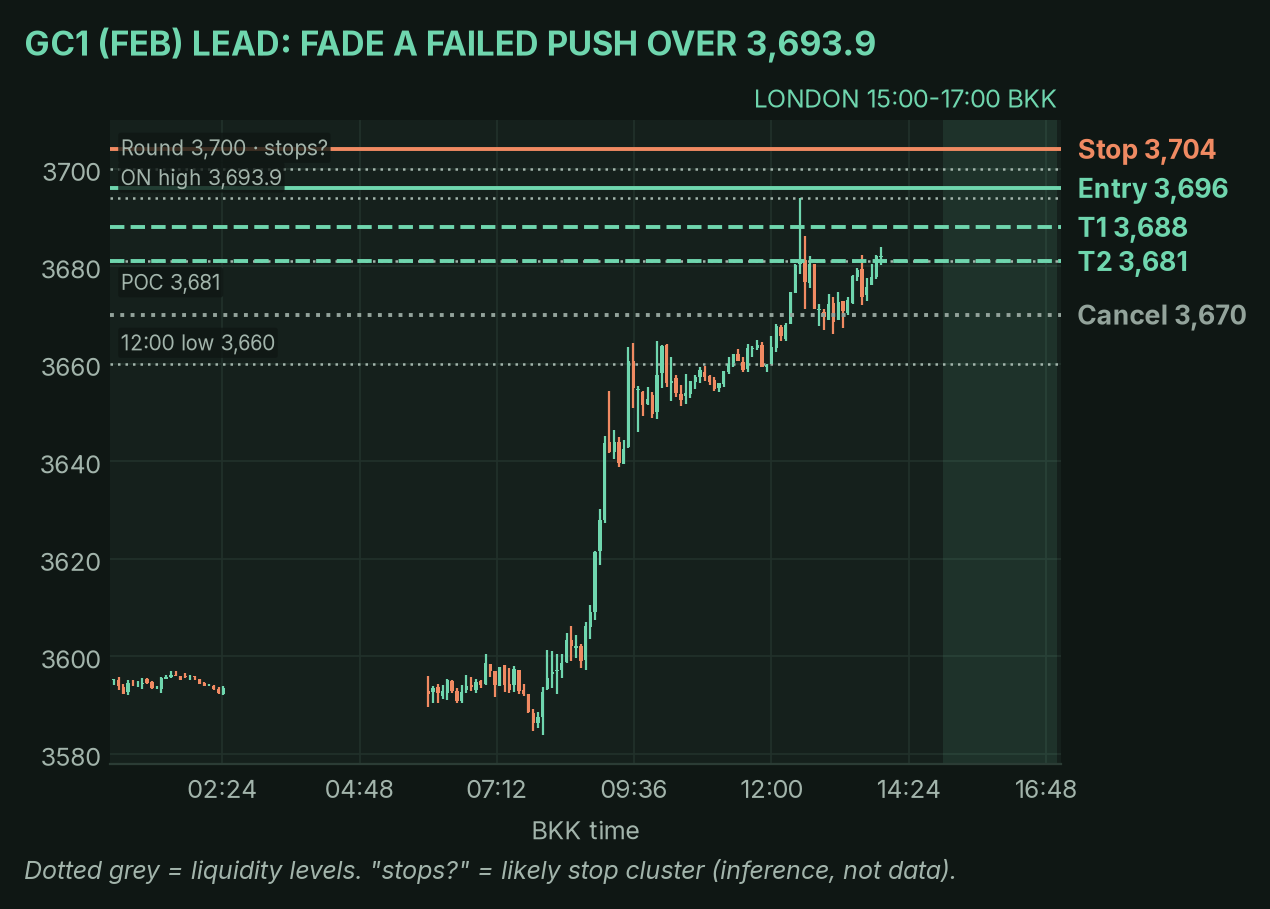 GC1 (FEB) LEAD: FADE A FAILED PUSH OVER 3,693.9
LONDON 15:00-17:00 BKK
Round 3,700 · stops?
ON high 3,693.9
POC 3,681
12:00 low 3,660
Stop 3,704
Entry 3,696
T1 3,688
T2 3,681
Cancel 3,670
3700
3680
3660
3640
3620
3600
3580
02:24
04:48
07:12
09:36
12:00
14:24
16:48
BKK time
Dotted grey = liquidity levels. "stops?" = likely stop cluster (inference, not data).